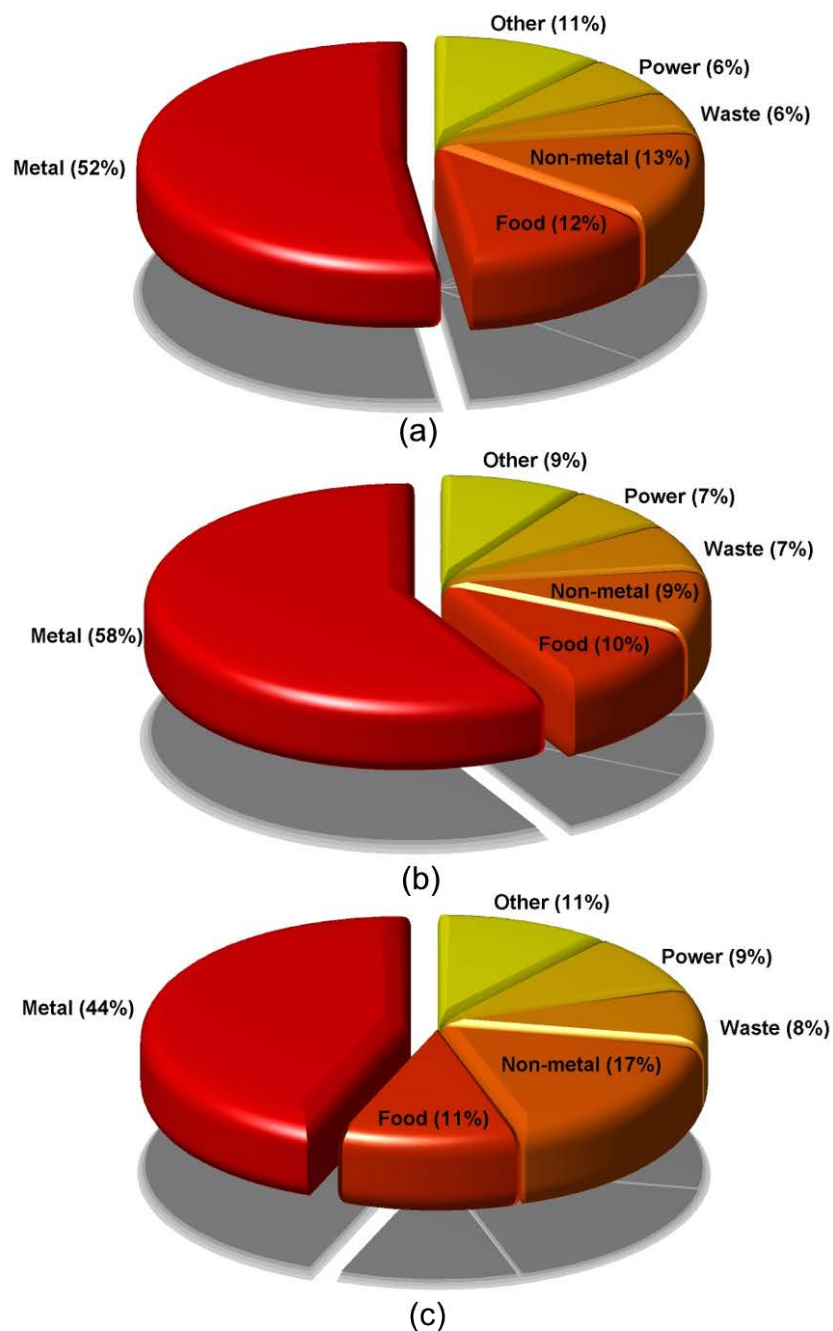 Other (11%)
Power (6%)
Waste (6%)
Non-metal (13%)
Metal (52%)
Food (12%)
(a)
Other (9%)
Power (7%)
Waste (7%)
Non-metal (9%)
Metal (58%)
Food (10%)
(b)
Other (11%)
Power (9%)
Metal (44%)
Waste (8%)
Non-metal (17%)
Food (11%)
(c)